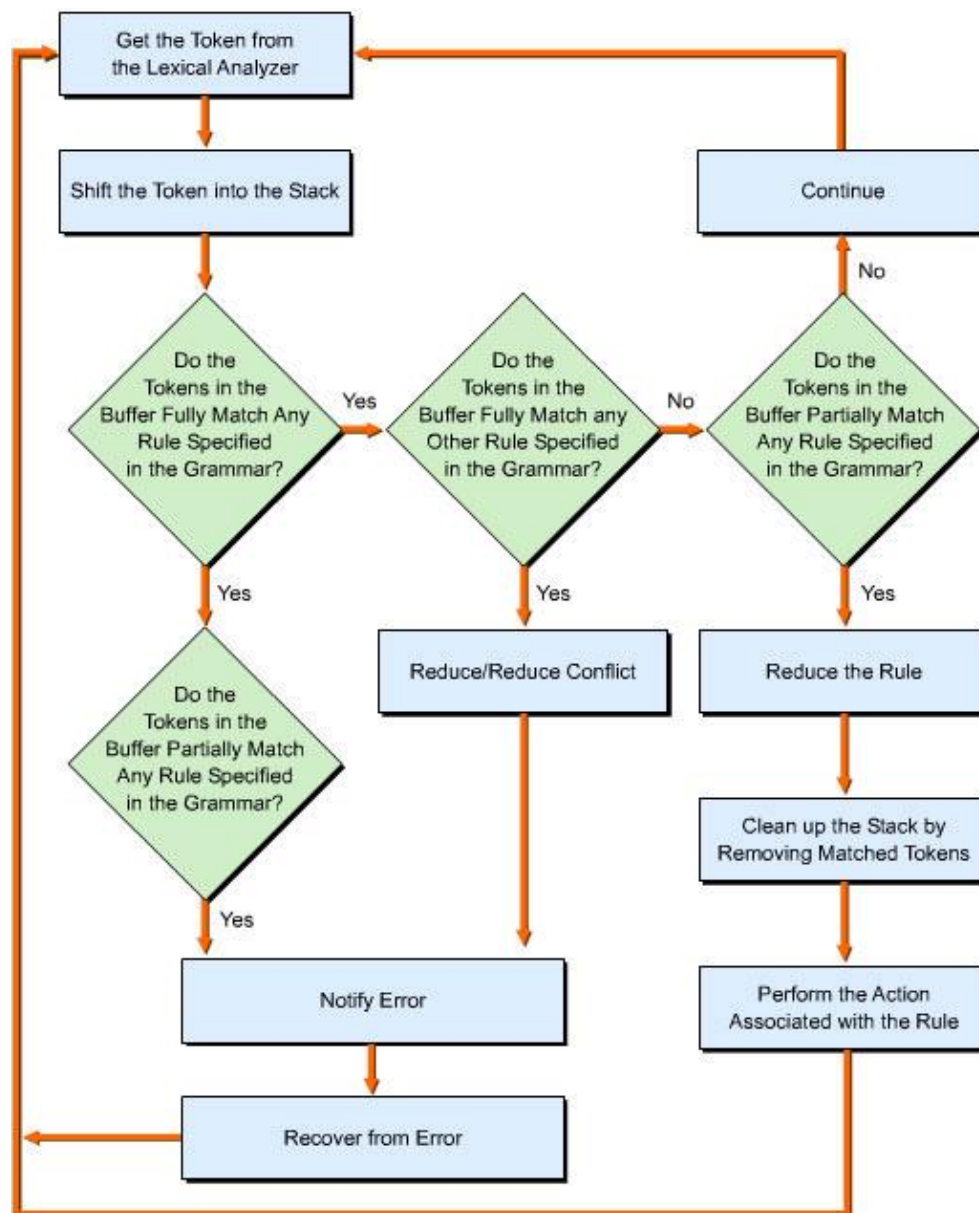 Get the Token from
the Lexical Analyzer
Shift the Token into the Stack
Continue
No
Do the
Tokens in the
Buffer Fully Match Any
Rule Specified
in the Grammar?
Yes
Do the
Tokens in the
Buffer Fully Match any
Other Rule Specified
in the Grammar?
No
Do the
Tokens in the
Buffer Partially Match
Any Rule Specified
in the Grammar?
Yes
Yes
Yes
Do the
Tokens in the
Buffer Partially Match
Any Rule Specified
in the Grammar?
Reduce/Reduce Conflict
Reduce the Rule
Clean up the Stack by
Removing Matched Tokens
Yes
Notify Error
Perform the Action
Associated with the Rule
Recover from Error